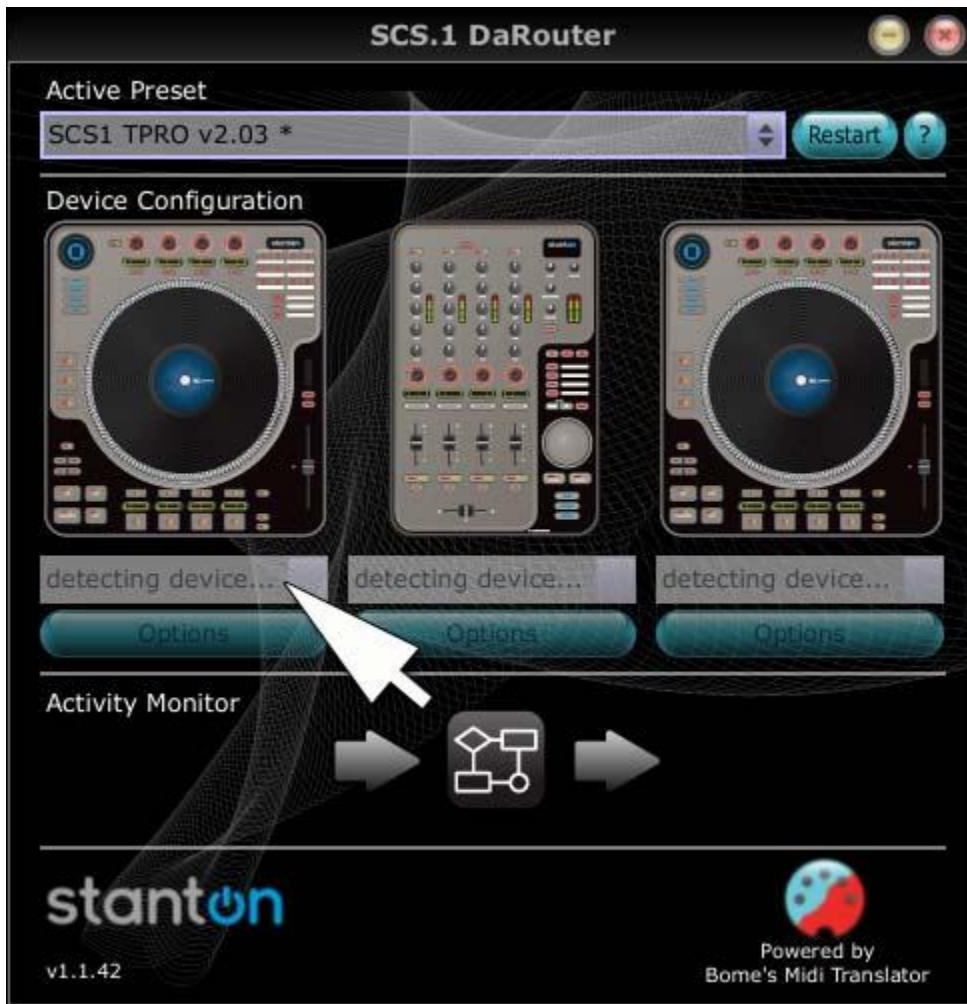 SCS.1 DaRouter
Active Preset
SCS1 TPRO v2.03 *
Restart
?
Device Configuration
detecting device...
detecting device...
detecting device...
Options
Options
Options
Activity Monitor
stanton
v1.1.42
Powered by
Bome's Midi Translator